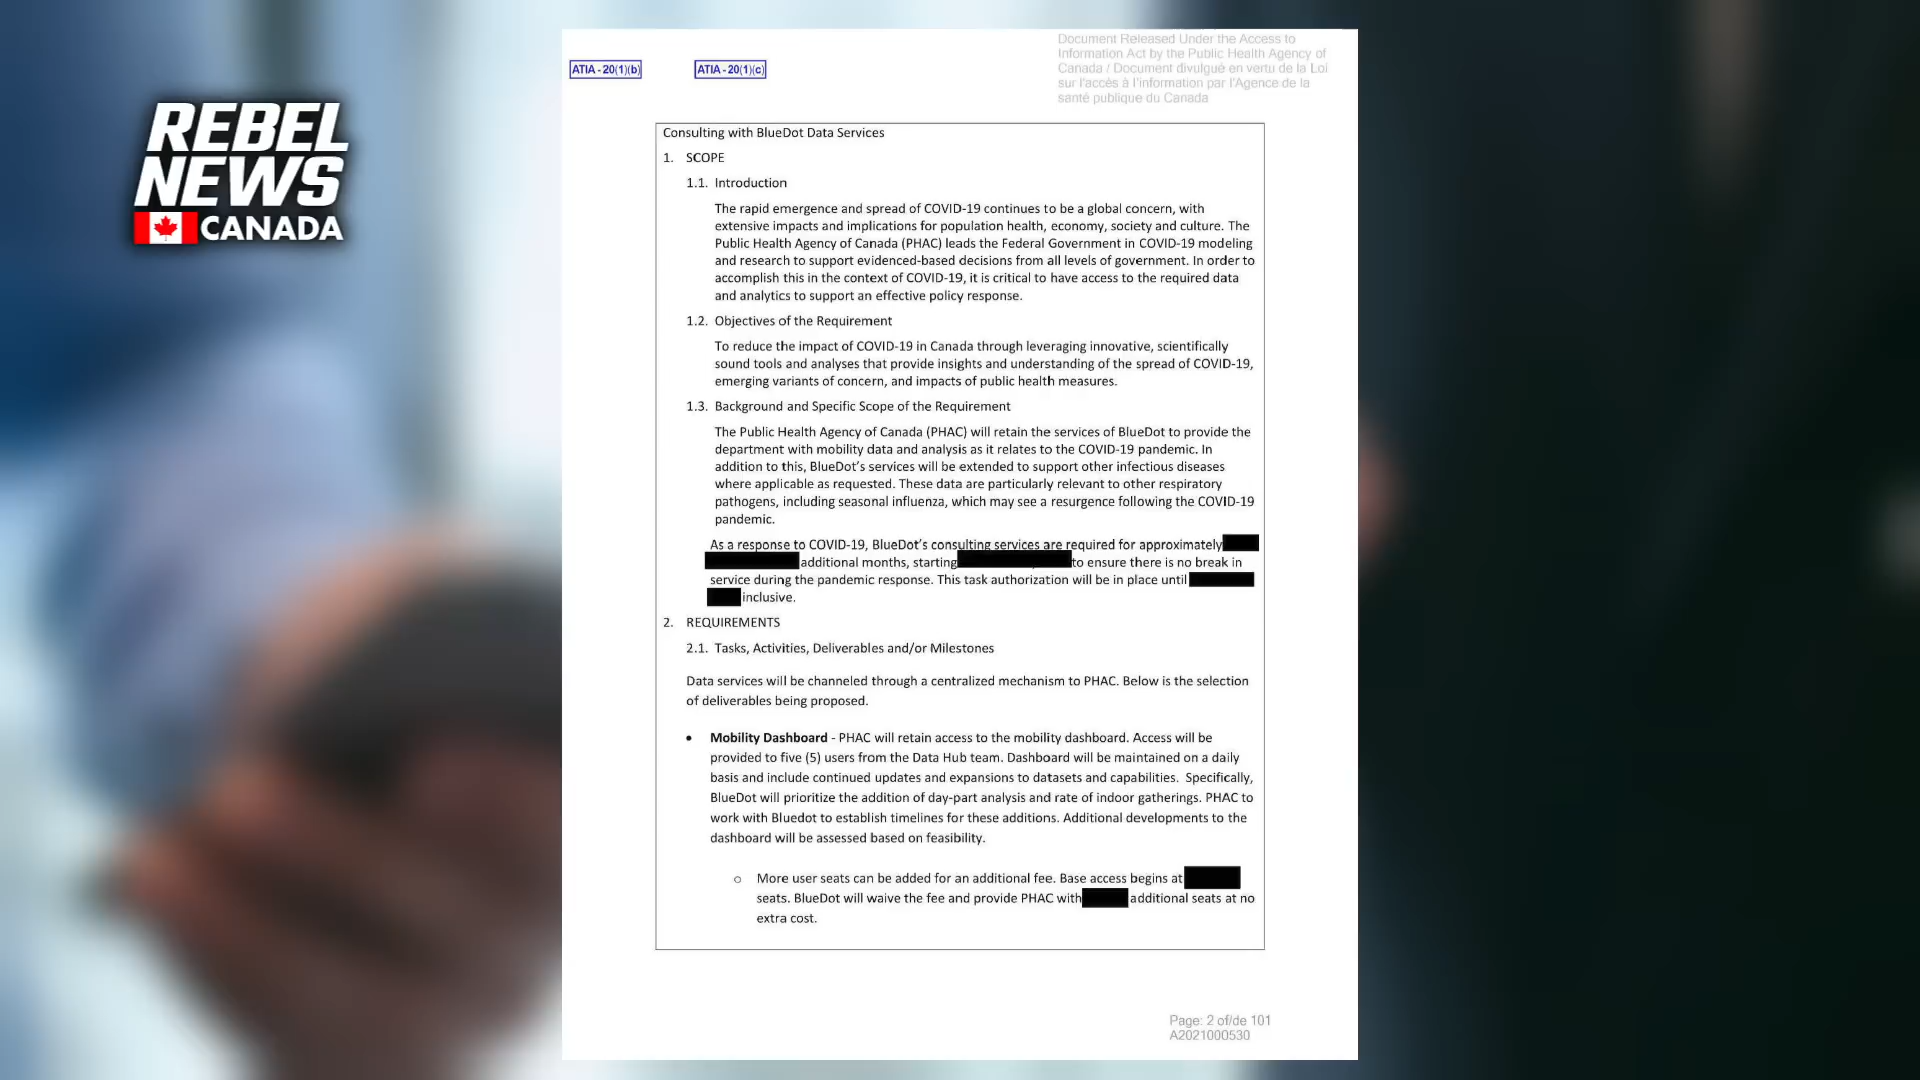 REBEL
NEWS
CANADA
ATIA - 20(1)(b)
ATIA - 20(1)(c)
Document Released Under the Access to
Information Act by the Public Health Agency of
Canada / Document divulgué en vertu de la Loi
sur l'accès à l'information par l'Agence de la
santé publique du Canada
Consulting with BlueDot Data Services
1. SCOPE
1.1. Introduction
The rapid emergence and spread of COVID-19 continues to be a global concern, with
extensive impacts and implications for population health, economy, society and culture. The
Public Health Agency of Canada (PHAC) leads the Federal Government in COVID-19 modeling
and research to support evidenced-based decisions from all levels of government. In order to
accomplish this in the context of COVID-19, it is critical to have access to the required data
and analytics to support an effective policy response.
1.2. Objectives of the Requirement
To reduce the impact of COVID-19 in Canada through leveraging innovative, scientifically
sound tools and analyses that provide insights and understanding of the spread of COVID-19,
emerging variants of concern, and impacts of public health measures.
1.3. Background and Specific Scope of the Requirement
The Public Health Agency of Canada (PHAC) will retain the services of BlueDot to provide the
department with mobility data and analysis as it relates to the COVID-19 pandemic. In
addition to this, BlueDot's services will be extended to support other infectious diseases
where applicable as requested. These data are particularly relevant to other respiratory
pathogens, including seasonal influenza, which may see a resurgence following the COVID-19
pandemic.
As a response to COVID-19, BlueDot's consulting services are required for approximately
additional months, starting to ensure there is no break in
service during the pandemic response. This task authorization will be in place until
inclusive.
2. REQUIREMENTS
2.1. Tasks, Activities, Deliverables and/or Milestones
Data services will be channeled through a centralized mechanism to PHAC. Below is the selection
of deliverables being proposed.
• Mobility Dashboard - PHAC will retain access to the mobility dashboard. Access will be
provided to five (5) users from the Data Hub team. Dashboard will be maintained on a daily
basis and include continued updates and expansions to datasets and capabilities. Specifically,
BlueDot will prioritize the addition of day-part analysis and rate of indoor gatherings. PHAC to
work with Bluedot to establish timelines for these additions. Additional developments to the
dashboard will be assessed based on feasibility.
o More user seats can be added for an additional fee. Base access begins at
seats. BlueDot will waive the fee and provide PHAC with additional seats at no
extra cost.
Page: 2 of/de 101
A2021000530